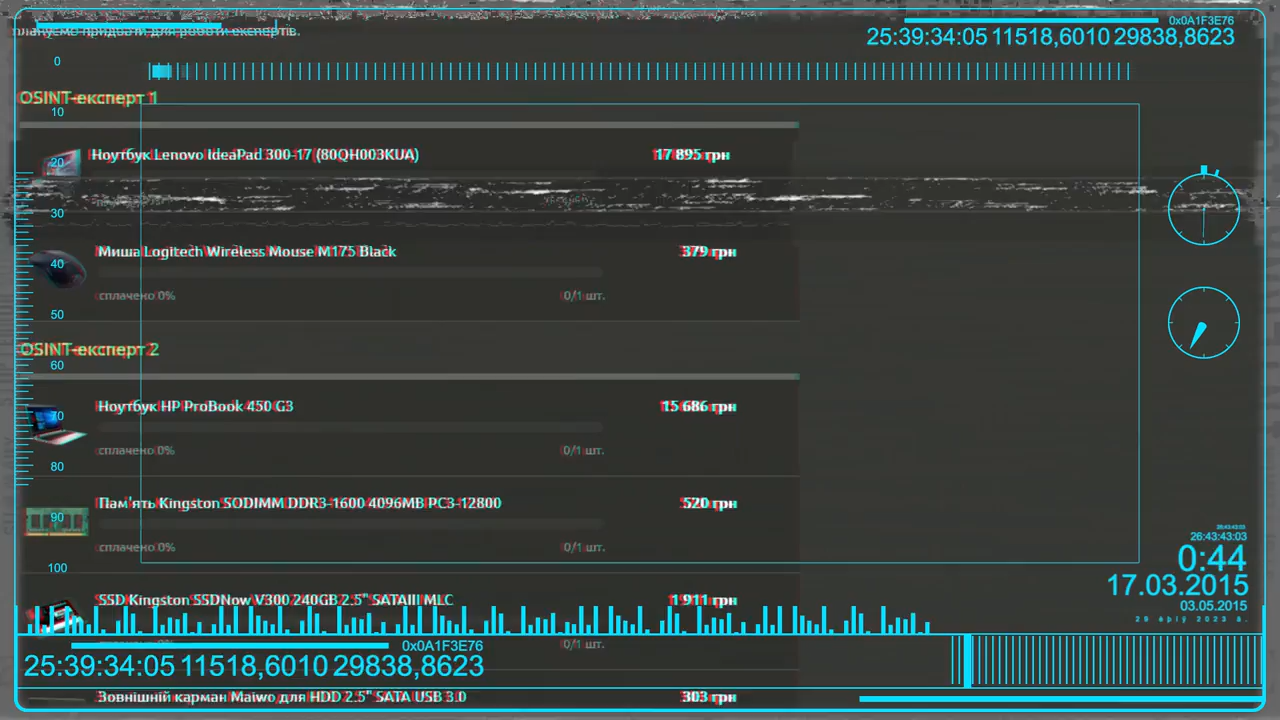 плануємо придбати для роботи експертів.
0x0A1F3E76
25:39:34:05 11518,6010 29838,8623
0
OSINT-експерт 1
10
Ноутбук Lenovo IdeaPad 300-17 (80QH003KUA)
17 895 грн
20
30
Миша Logitech Wireless Mouse M175 Black
379 грн
40
сплачено 0%
0/1 шт.
50
OSINT-експерт 2
60
Ноутбук HP ProBook 450 G3
15 686 грн
70
сплачено 0%
0/1 шт.
80
Пам'ять Kingston SODIMM DDR3-1600 4096MB PC3-12800
520 грн
90
сплачено 0%
0/1 шт.
26:43:43:03
26:43:43:03
0:44
100
17.03.2015
SSD Kingston SSDNow V300 240GB 2.5" SATAIII MLC
1 911 грн
03.05.2015
0x0A1F3E76
0/1 шт.
25:39:34:05 11518,6010 29838,8623
Зовнішній карман Maiwo для HDD 2.5" SATA USB 3.0
303 грн